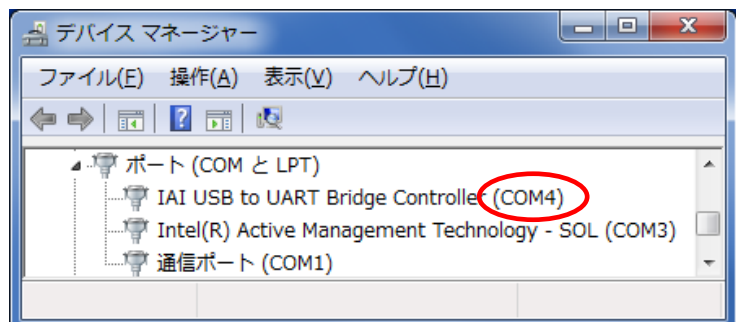 デバイス マネージャー
ファイル(F) 操作(A) 表示(V) ヘルプ(H)
ポート (COM と LPT)
IAI USB to UART Bridge Controller (COM4)
Intel(R) Active Management Technology - SOL (COM3)
通信ポート (COM1)